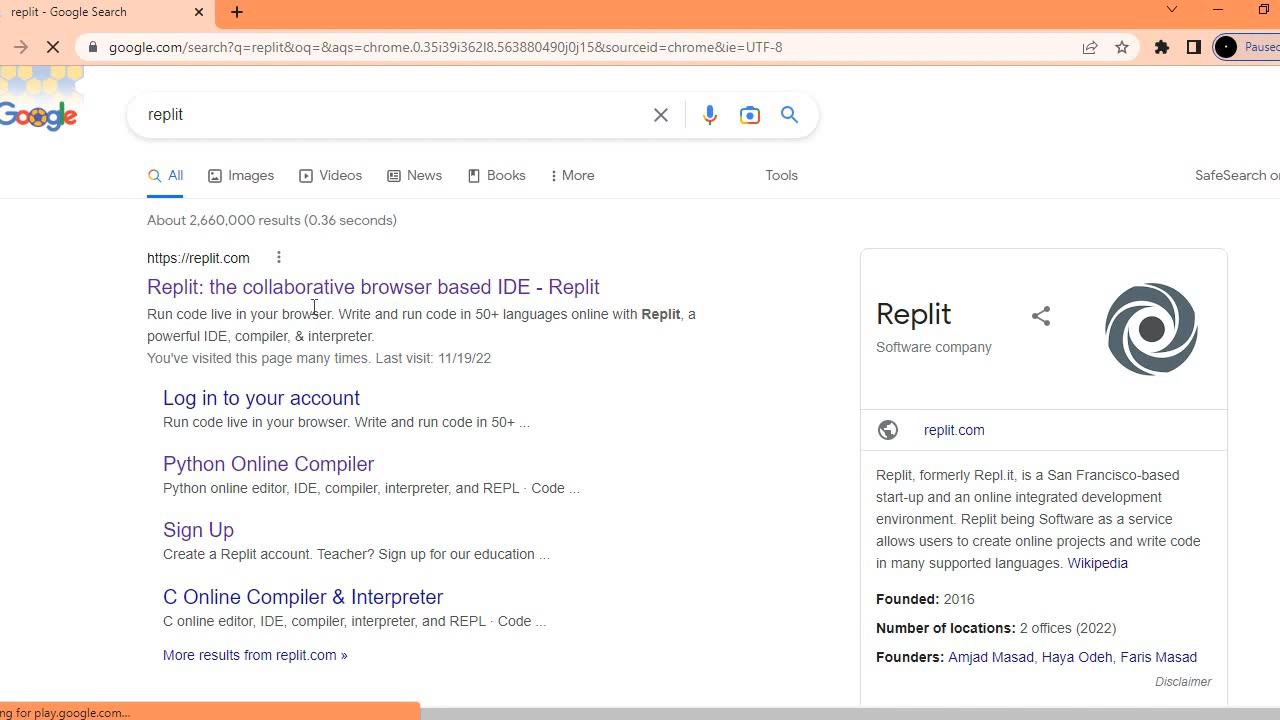 replit - Google Search
google.com/search?q=replit&oq=&aqs=chrome.0.35i39i362l8.563880490j0j15&sourceid=chrome&ie=UTF-8
Paused
Google
replit
All Images Videos News Books More Tools SafeSearch on
About 2,660,000 results (0.36 seconds)
https://replit.com
Replit: the collaborative browser based IDE - Replit
Run code live in your browser. Write and run code in 50+ languages online with Replit, a
powerful IDE, compiler, & interpreter.
You've visited this page many times. Last visit: 11/19/22
Log in to your account
Run code live in your browser. Write and run code in 50+ ...
Python Online Compiler
Python online editor, IDE, compiler, interpreter, and REPL · Code ...
Sign Up
Create a Replit account. Teacher? Sign up for our education ...
C Online Compiler & Interpreter
C online editor, IDE, compiler, interpreter, and REPL · Code ...
More results from replit.com »
Replit
Software company
replit.com
Replit, formerly Repl.it, is a San Francisco-based
start-up and an online integrated development
environment. Replit being Software as a service
allows users to create online projects and write code
in many supported languages. Wikipedia
Founded: 2016
Number of locations: 2 offices (2022)
Founders: Amjad Masad, Haya Odeh, Faris Masad
Disclaimer
ng for play.google.com...